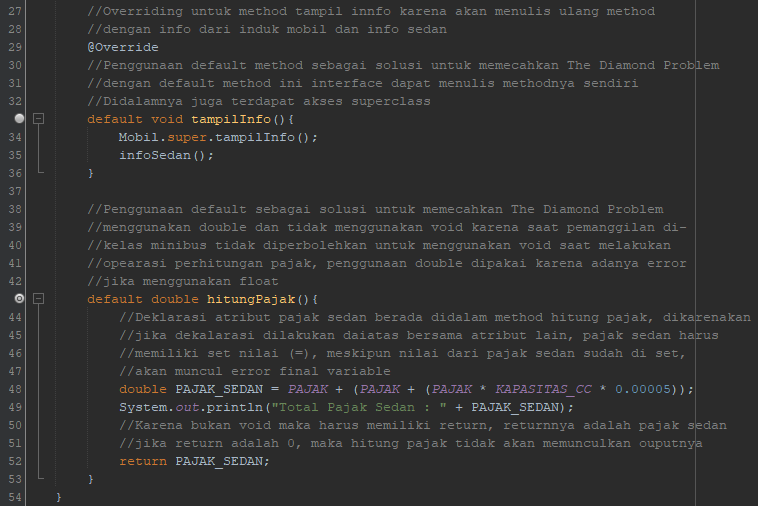 27 //Overriding untuk method tampil innfo karena akan menulis ulang method
28 //dengan info dari induk mobil dan info sedan
29 @Override
30 //Penggunaan default method sebagai solusi untuk memecahkan The Diamond Problem
31 //dengan default method ini interface dapat menulis methodnya sendiri
32 //Didalamnya juga terdapat akses superclass
default void tampilInfo(){
34 Mobil.super.tampilInfo();
35 infoSedan();
36 }
37
38 //Penggunaan default sebagai solusi untuk memecahkan The Diamond Problem
39 //menggunakan double dan tidak menggunakan void karena saat pemanggilan di-
40 //kelas minibus tidak diperbolehkan untuk menggunakan void saat melakukan
41 //opearasi perhitungan pajak, penggunaan double dipakai karena adanya error
42 //jika menggunakan float
default double hitungPajak(){
44 //Deklarasi atribut pajak sedan berada didalam method hitung pajak, dikarenakan
45 //jika dekalarasi dilakukan daiatas bersama atribut lain, pajak sedan harus
46 //memiliki set nilai (=), meskipun nilai dari pajak sedan sudah di set,
47 //akan muncul error final variable
48 double PAJAK_SEDAN = PAJAK + (PAJAK + (PAJAK * KAPASITAS_CC * 0.00005));
49 System.out.println("Total Pajak Sedan : " + PAJAK_SEDAN);
50 //Karena bukan void maka harus memiliki return, returnnya adalah pajak sedan
51 //jika return adalah 0, maka hitung pajak tidak akan memunculkan ouputnya
52 return PAJAK_SEDAN;
53 }
54 }